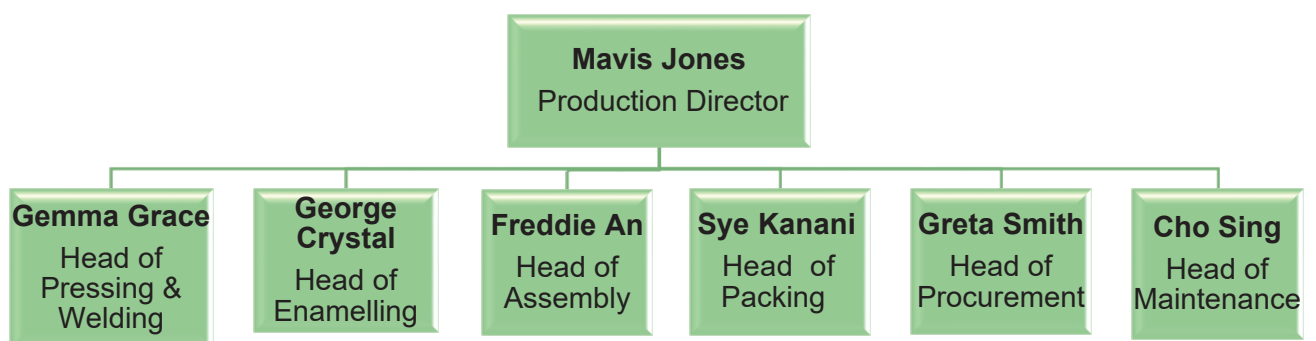 Mavis Jones
Production Director
Gemma Grace
Head of
Pressing &
Welding
George
Crystal
Head of
Enamelling
Freddie An
Head of
Assembly
Sye Kanani
Head of
Packing
Greta Smith
Head of
Procurement
Cho Sing
Head of
Maintenance